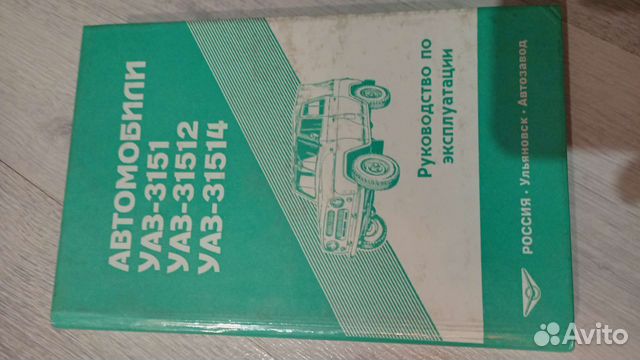 АВТОМОБИЛИ
УАЗ-3151
УАЗ-31512
УАЗ-31514
Руководство по
эксплуатации
РОССИЯ · Ульяновск · Автозавод
Avito